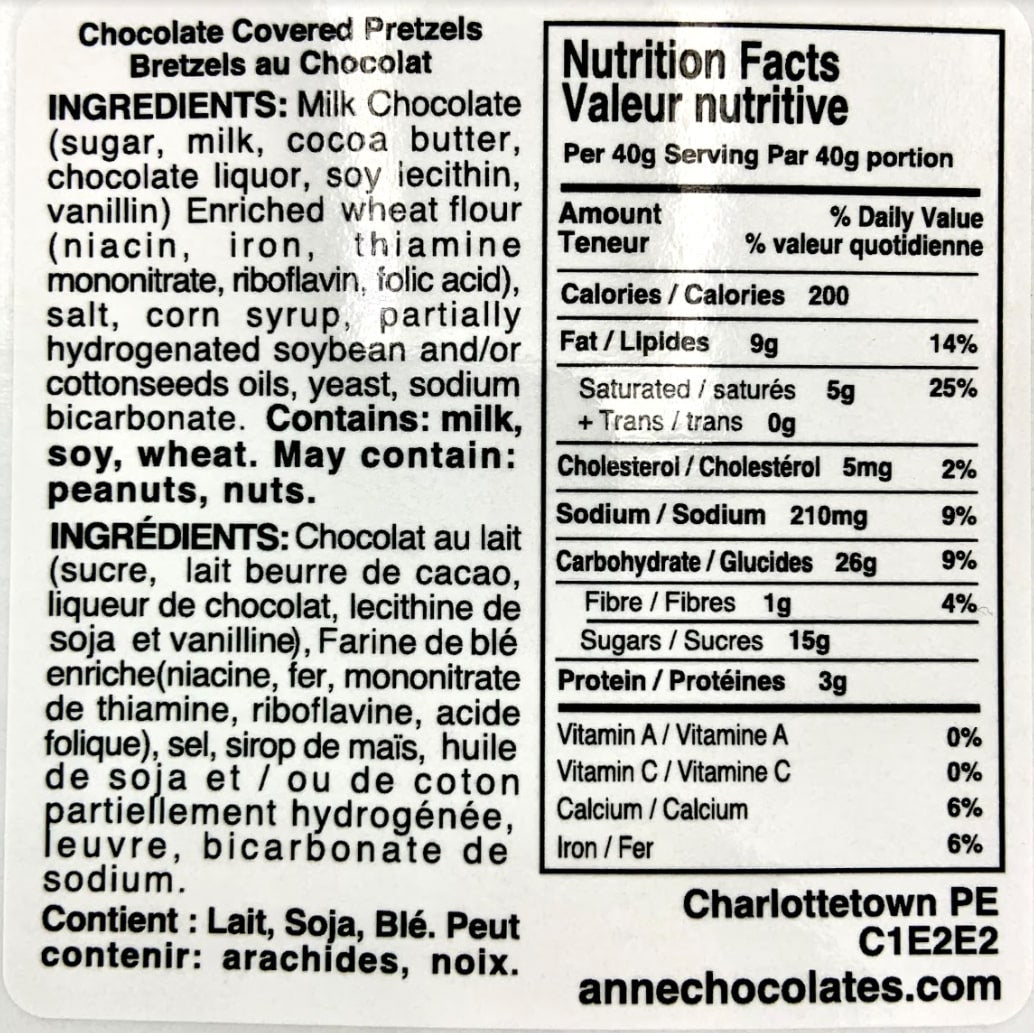 Chocolate Covered Pretzels
Bretzels au Chocolat
INGREDIENTS: Milk Chocolate
(sugar, milk, cocoa butter,
chocolate liquor, soy lecithin,
vanillin) Enriched wheat flour
(niacin, iron, thiamine
mononitrate, riboflavin, folic acid),
salt, corn syrup, partially
hydrogenated soybean and/or
cottonseeds oils, yeast, sodium
bicarbonate. Contains: milk,
soy, wheat. May contain:
peanuts, nuts.
INGRÉDIENTS: Chocolat au lait
(sucre, lait beurre de cacao,
liqueur de chocolat, lecithine de
soja et vanilline), Farine de blé
enriche(niacine, fer, mononitrate
de thiamine, riboflavine, acide
folique), sel, sirop de maïs, huile
de soja et / ou de coton
partiellement hydrogénée,
leuvre, bicarbonate de
sodium.
Contient : Lait, Soja, Blé. Peut
contenir: arachides, noix.
Nutrition Facts
Valeur nutritive
Per 40g Serving Par 40g portion
Amount % Daily Value
Teneur % valeur quotidienne
Calories / Calories 200
Fat / Lipides 9g 14%
Saturated / saturés 5g 25%
+ Trans / trans 0g
Cholesterol / Cholestérol 5mg 2%
Sodium / Sodium 210mg 9%
Carbohydrate / Glucides 26g 9%
Fibre / Fibres 1g 4%
Sugars / Sucres 15g
Protein / Protéines 3g
Vitamin A / Vitamine A 0%
Vitamin C / Vitamine C 0%
Calcium / Calcium 6%
Iron / Fer 6%
Charlottetown PE
C1E2E2
annechocolates.com